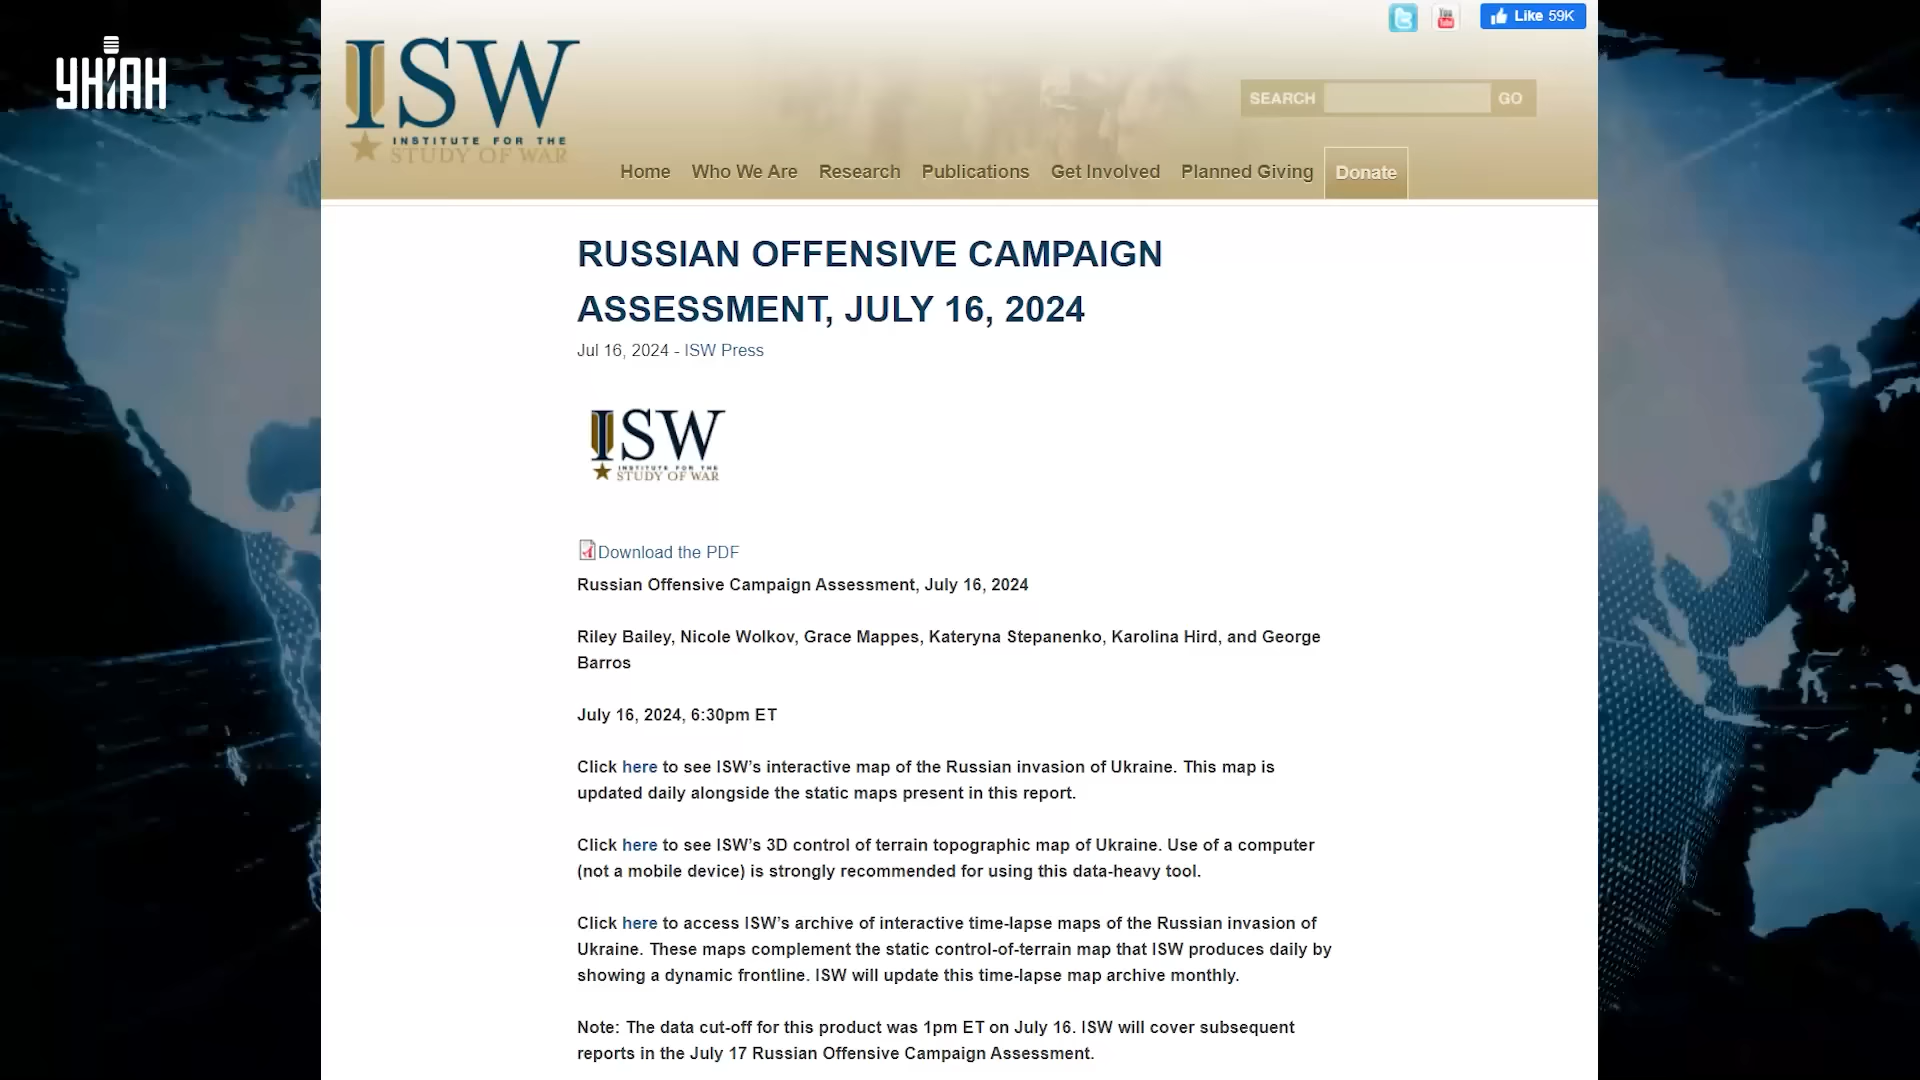 УНІАН
ISW
INSTITUTE FOR THE
STUDY OF WAR
You
Tube
Like 59K
SEARCH
GO
Home Who We Are Research Publications Get Involved Planned Giving Donate
RUSSIAN OFFENSIVE CAMPAIGN
ASSESSMENT, JULY 16, 2024
Jul 16, 2024 - ISW Press
ISW
INSTITUTE FOR THE
STUDY OF WAR
Download the PDF
Russian Offensive Campaign Assessment, July 16, 2024
Riley Bailey, Nicole Wolkov, Grace Mappes, Kateryna Stepanenko, Karolina Hird, and George
Barros
July 16, 2024, 6:30pm ET
Click here to see ISW’s interactive map of the Russian invasion of Ukraine. This map is
updated daily alongside the static maps present in this report.
Click here to see ISW’s 3D control of terrain topographic map of Ukraine. Use of a computer
(not a mobile device) is strongly recommended for using this data-heavy tool.
Click here to access ISW’s archive of interactive time-lapse maps of the Russian invasion of
Ukraine. These maps complement the static control-of-terrain map that ISW produces daily by
showing a dynamic frontline. ISW will update this time-lapse map archive monthly.
Note: The data cut-off for this product was 1pm ET on July 16. ISW will cover subsequent
reports in the July 17 Russian Offensive Campaign Assessment.